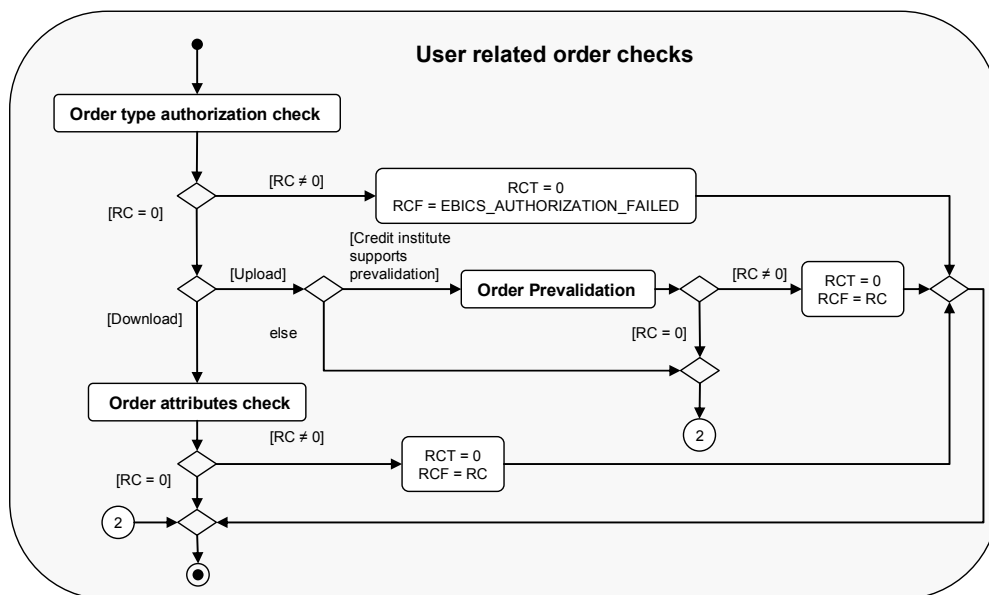 User related order checks
Order type authorization check
[RC ≠ 0]
RCT = 0
RCF = EBICS_AUTHORIZATION_FAILED
[RC = 0]
[Credit institute
supports
prevalidation]
[Upload]
Order Prevalidation
[RC ≠ 0]
RCT = 0
RCF = RC
[Download]
else
[RC = 0]
Order attributes check
[RC ≠ 0]
2
RCT = 0
RCF = RC
[RC = 0]
2